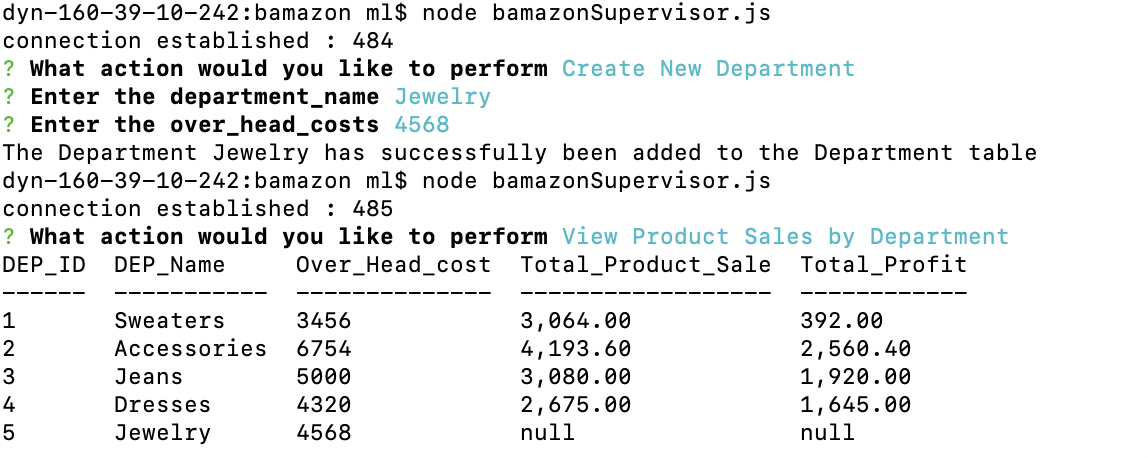 dyn-160-39-10-242:bamazon ml$ node bamazonSupervisor.js
connection established : 484
? What action would you like to perform Create New Department
? Enter the department_name Jewelry
? Enter the over_head_costs 4568
The Department Jewelry has successfully been added to the Department table
dyn-160-39-10-242:bamazon ml$ node bamazonSupervisor.js
connection established : 485
? What action would you like to perform View Product Sales by Department
DEP_ID  DEP_Name     Over_Head_cost  Total_Product_Sale  Total_Profit
------  -----------  --------------  ------------------  ------------
1       Sweaters     3456            3,064.00            392.00
2       Accessories  6754            4,193.60            2,560.40
3       Jeans        5000            3,080.00            1,920.00
4       Dresses      4320            2,675.00            1,645.00
5       Jewelry      4568            null                null